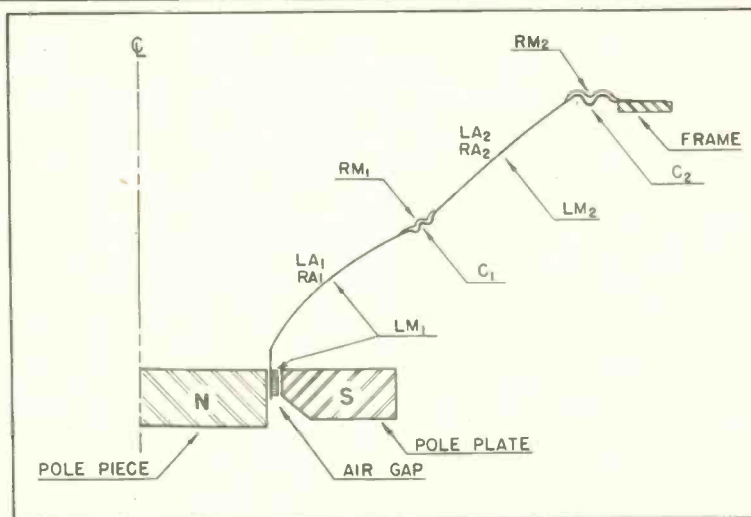 ℄
RM₂
LA₂
RA₂
FRAME
RM₁
C₂
LM₂
LA₁
RA₁
C₁
LM₁
N
S
POLE PLATE
POLE PIECE
AIR GAP